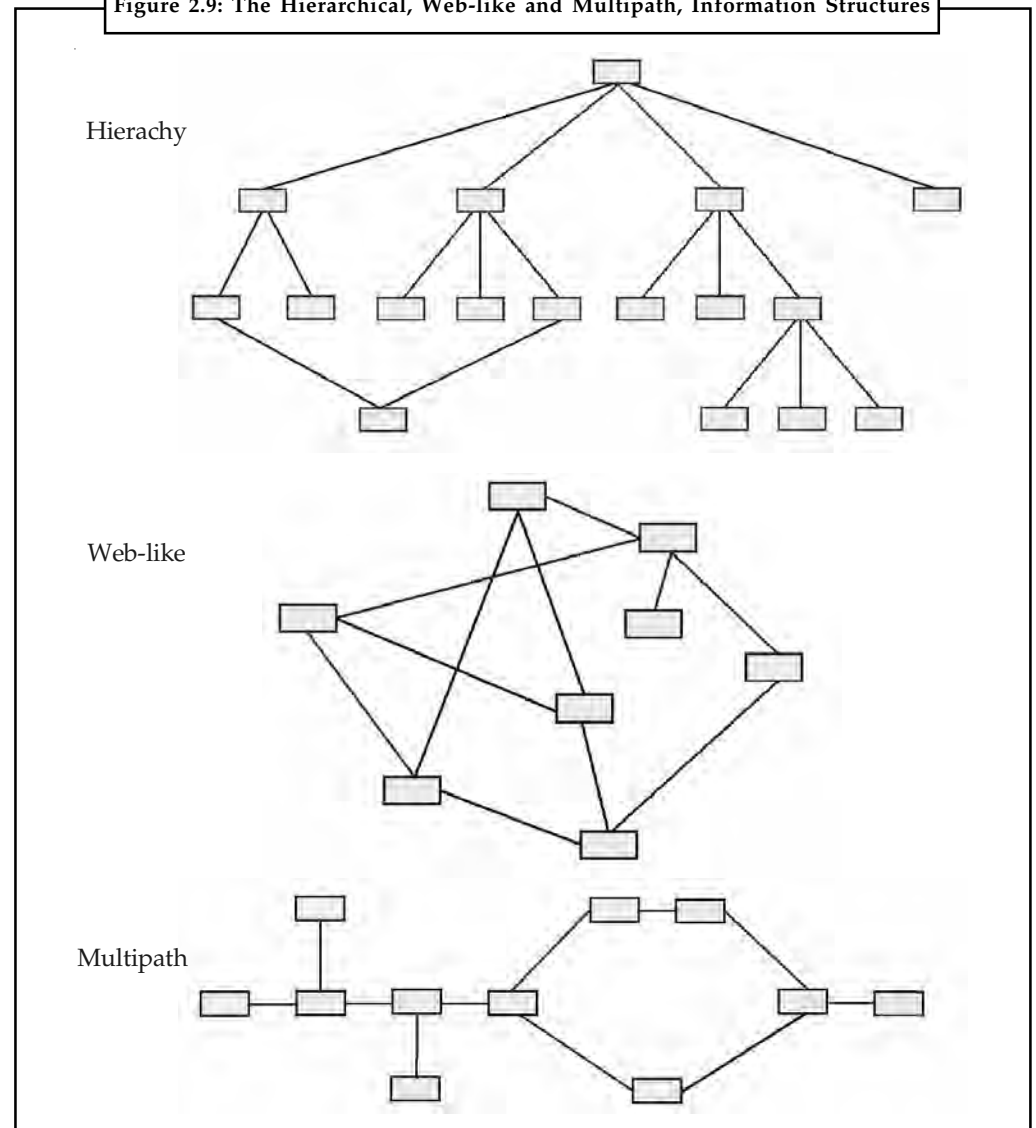 Figure 2.9: The Hierarchical, Web-like and Multipath, Information Structures
Hierachy
Web-like
Multipath